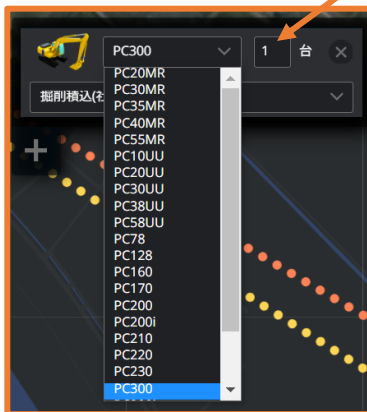 PC300 1 台
掘削積込(
PC20MR
PC30MR
PC35MR
PC40MR
PC55MR
PC10UU
PC20UU
PC30UU
PC38UU
PC58UU
PC78
PC128
PC160
PC170
PC200
PC200i
PC210
PC220
PC230
PC300